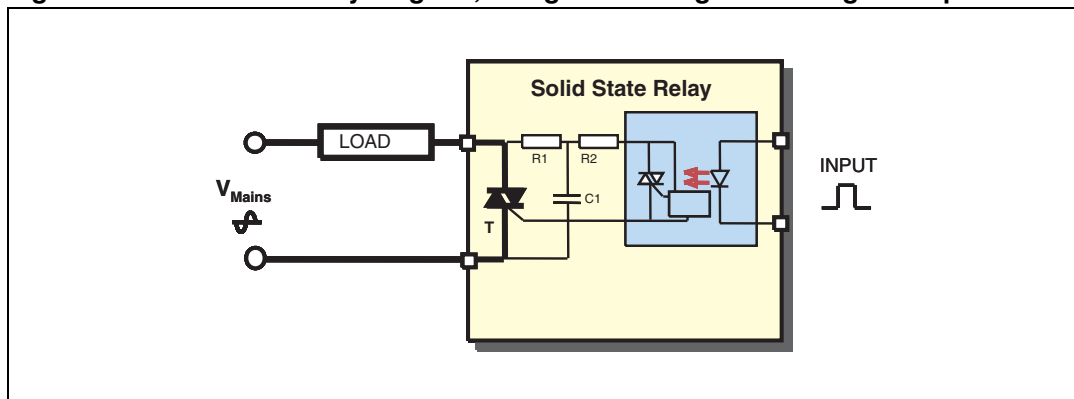 Solid State Relay
LOAD
R1
R2
INPUT
V Mains
C1
T